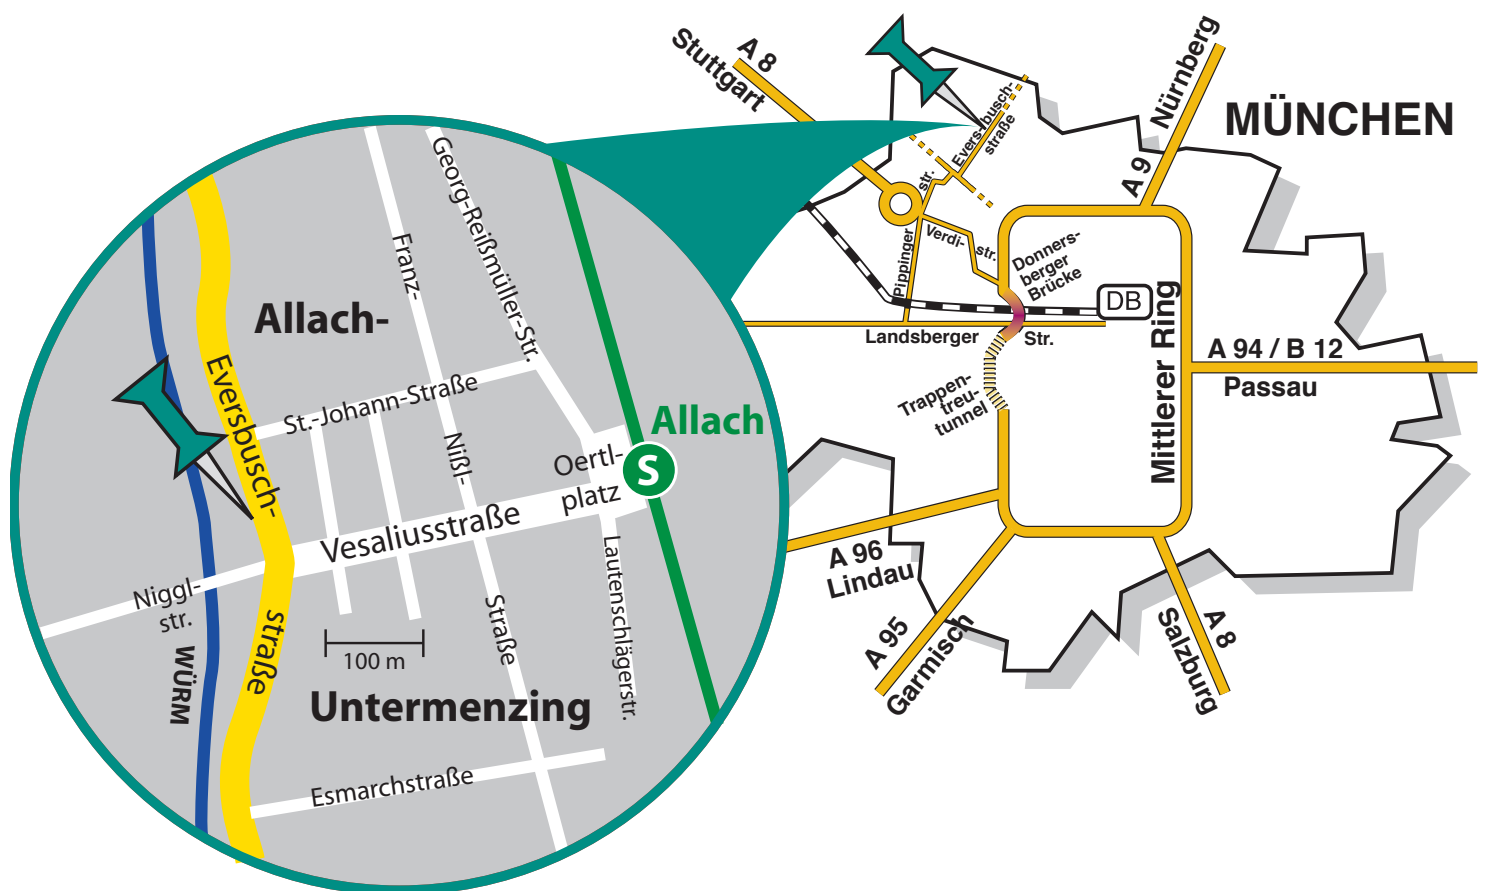 MÜNCHEN
A 8
Stuttgart
A 9
Nürnberg
Eversbusch-
straße
Pippinger
str.
Verdi-
str.
Donners-
berger
Brücke
DB
Landsberger
Str.
Trappen-
treu-
tunnel
Mittlerer Ring
A 94 / B 12
Passau
A 96
Lindau
A 95
Garmisch
A 8
Salzburg
Allach-
Untermenzing
Franz-
Nißl-
Straße
Georg-Reißmüller-Str.
Eversbusch-
straße
St.-Johann-Straße
Allach
S
Oertl-
platz
Vesaliusstraße
Niggl-
str.
WÜRM
Lautenschlägerstr.
100 m
Esmarchstraße